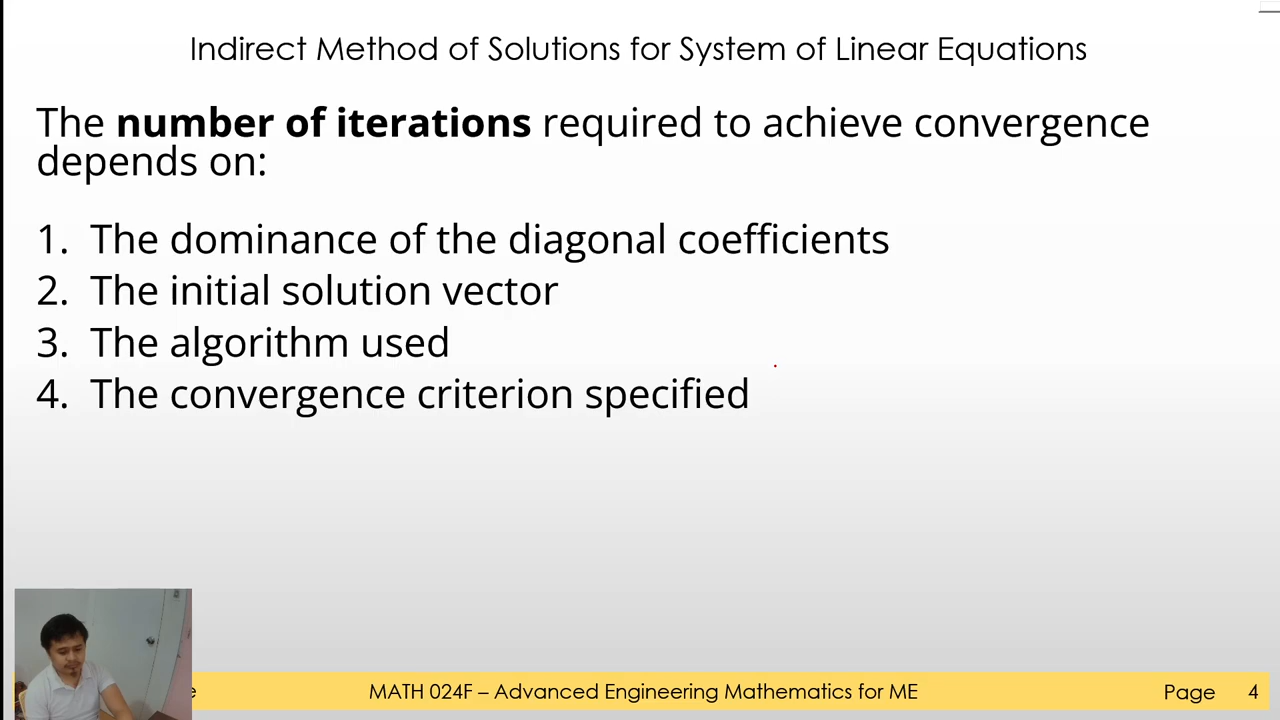 Indirect Method of Solutions for System of Linear Equations
The number of iterations required to achieve convergence
depends on:
1. The dominance of the diagonal coefficients
2. The initial solution vector
3. The algorithm used
4. The convergence criterion specified
MATH 024F – Advanced Engineering Mathematics for ME
Page 4